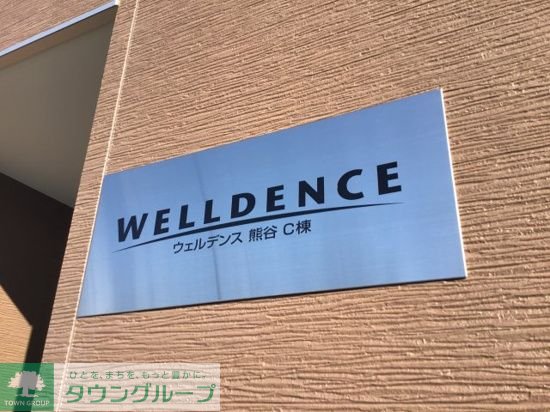 WELLDENCE
ウェルデンス 熊谷 C棟
ひとを、まちを、もっと豊かに。
タウングループ
TOWN GROUP